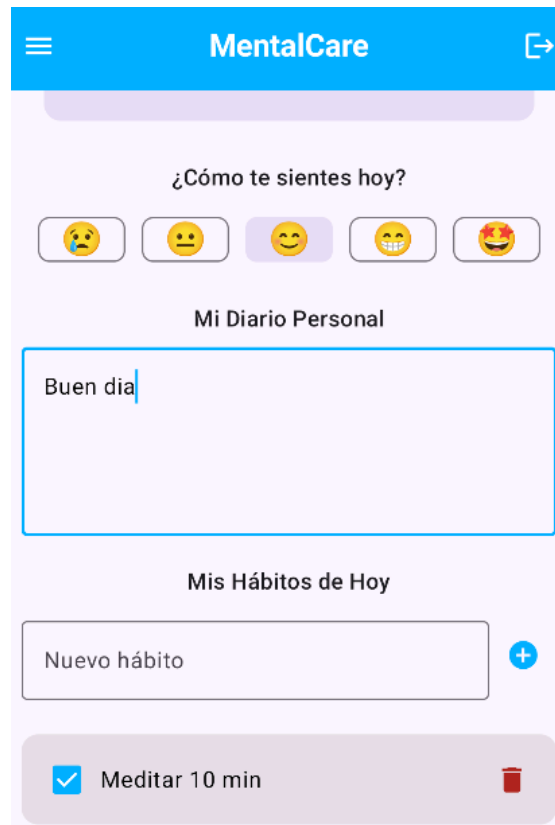 MentalCare
¿Cómo te sientes hoy?
Mi Diario Personal
Buen dia
Mis Hábitos de Hoy
Nuevo hábito
Meditar 10 min